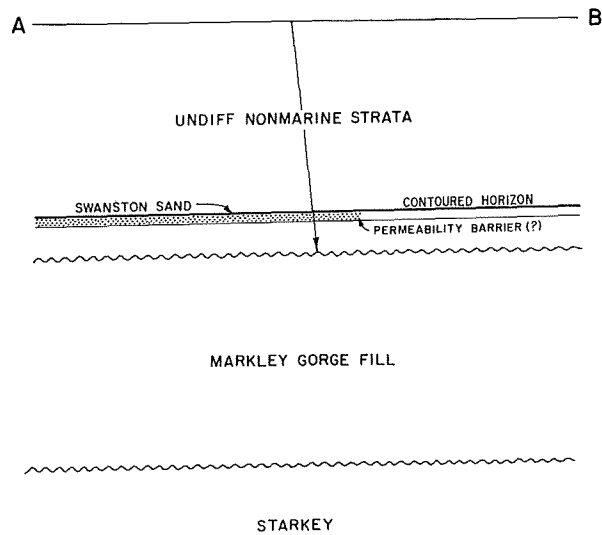 A
B
UNDIFF NONMARINE STRATA
SWANSTON SAND
CONTOURED HORIZON
PERMEABILITY BARRIER (?)
MARKLEY GORGE FILL
STARKEY